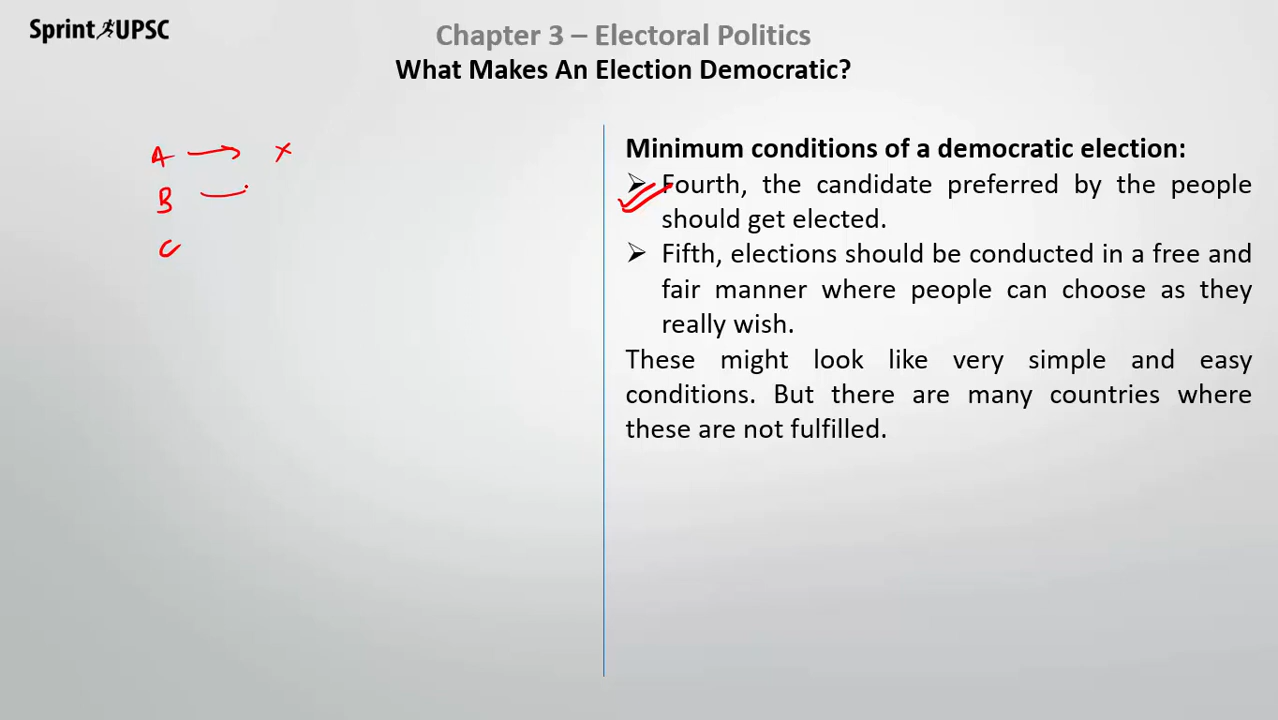 Sprint UPSC
Chapter 3 – Electoral Politics
What Makes An Election Democratic?
A → x
B —
C
Minimum conditions of a democratic election:
➢ Fourth, the candidate preferred by the people
should get elected.
➢ Fifth, elections should be conducted in a free and
fair manner where people can choose as they
really wish.
These might look like very simple and easy
conditions. But there are many countries where
these are not fulfilled.